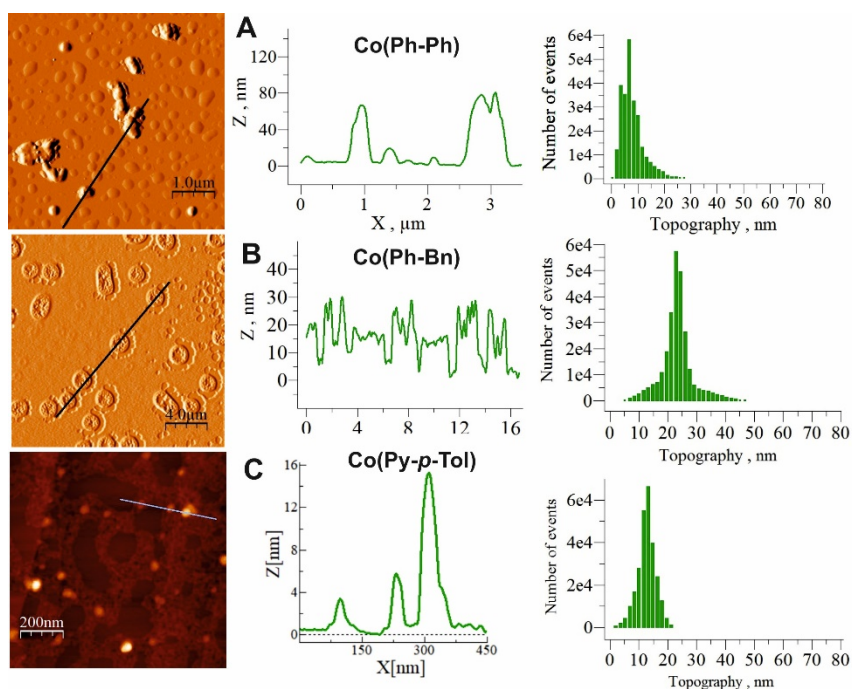 A
Co(Ph-Ph)
Z , nm
120
80
40
0
0 1 2 3
X , µm
1.0µm
Number of events
6e4
5e4
4e4
3e4
2e4
1e4
0
0 10 20 30 40 50 60 70 80
Topography , nm
B
Co(Ph-Bn)
Z, nm
40
30
20
10
0
0 4 8 12 16
4.0µm
Number of events
6e4
5e4
4e4
3e4
2e4
1e4
0
0 10 20 30 40 50 60 70 80
Topography , nm
C
Co(Py-p-Tol)
Z[nm]
16
12
8
4
0
150 300 450
X[nm]
200nm
Number of events
6e4
4e4
2e4
0
0 10 20 30 40 50 60 70 80
Topography , nm